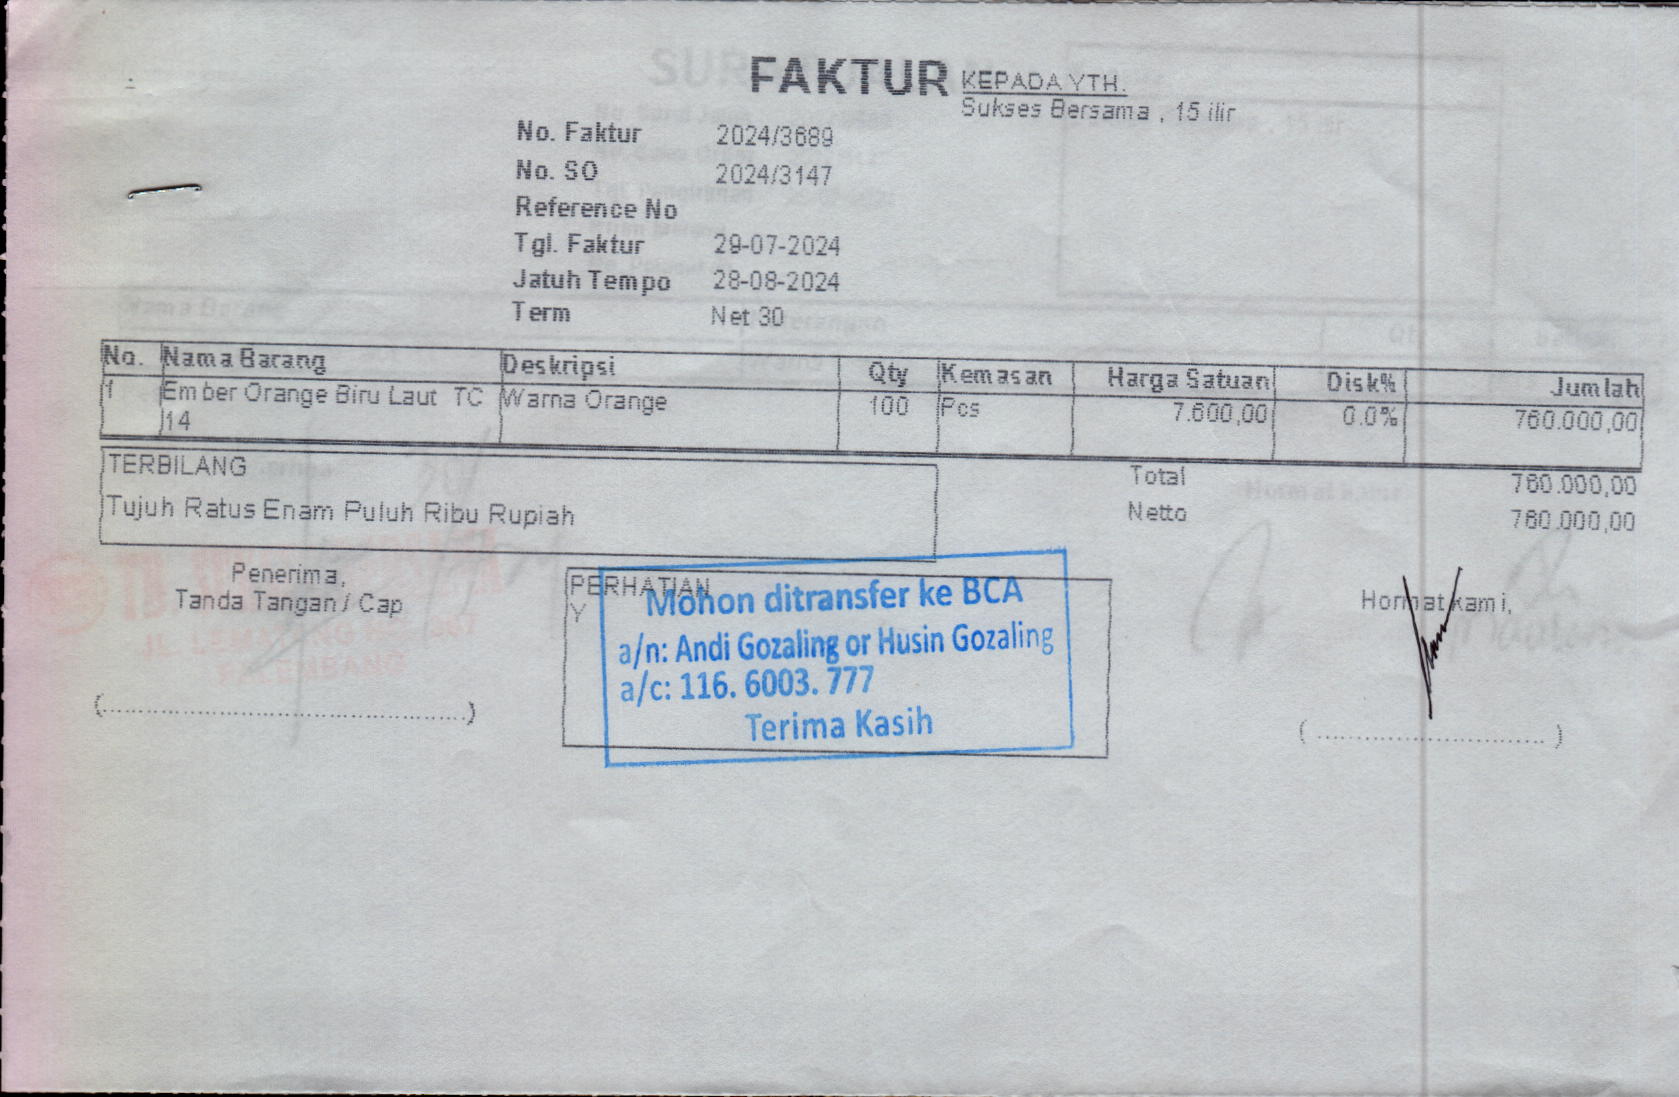 FAKTUR
KEPADA YTH.
Sukses Bersama , 15 ilir
No. Faktur 2024/3689
No. SO 2024/3147
Reference No
Tgl. Faktur 29-07-2024
Jatuh Tempo 28-08-2024
Term Net 30
No. Nama Barang Deskripsi Qty Kemasan Harga Satuan Disk% Jumlah
1 Ember Orange Biru Laut TC Warna Orange 100 Pcs 7.600,00 0.0% 760.000,00
14
TERBILANG
Tujuh Ratus Enam Puluh Ribu Rupiah
Total 760.000,00
Netto 760.000,00
Penerima,
Tanda Tangan / Cap
(........................................................)
PERHATIAN
Y
Mohon ditransfer ke BCA
a/n: Andi Gozaling or Husin Gozaling
a/c: 116. 6003. 777
Terima Kasih
Hormat kami,
( ................................... )